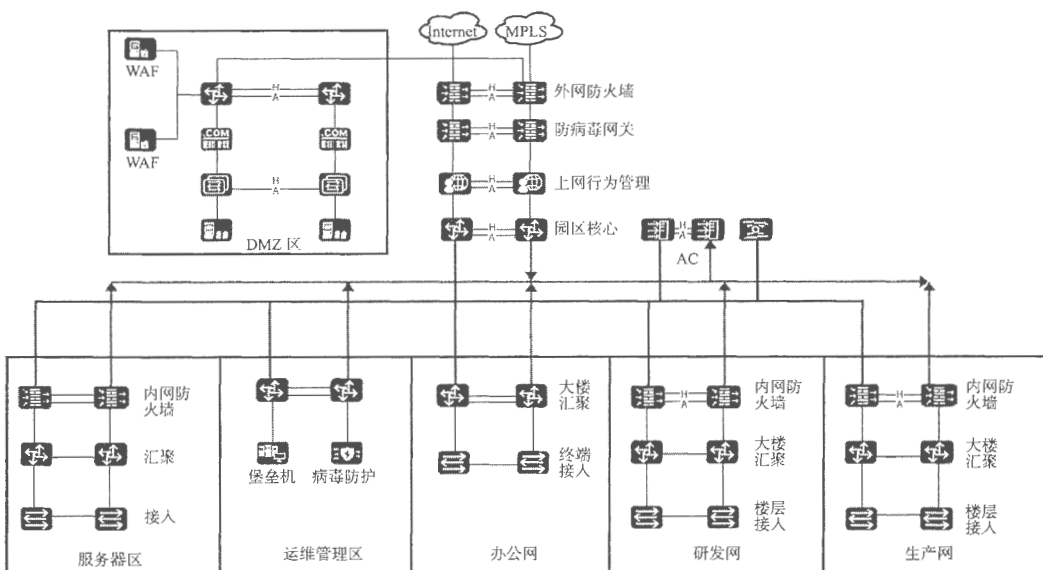 Internet
MPLS
WAF
WAF
H
A
H
A
外网防火墙
.COM
.COM
H
A
防病毒网关
H
A
H
A
上网行为管理
H
A
园区核心
H
A
DMZ 区
AC
内网防
火墙
汇聚
接入
服务器区
堡垒机
病毒防护
运维管理区
大楼
汇聚
终端
接入
办公网
H
A
内网防
火墙
大楼
汇聚
楼层
接入
研发网
H
A
内网防
火墙
大楼
汇聚
楼层
接入
生产网